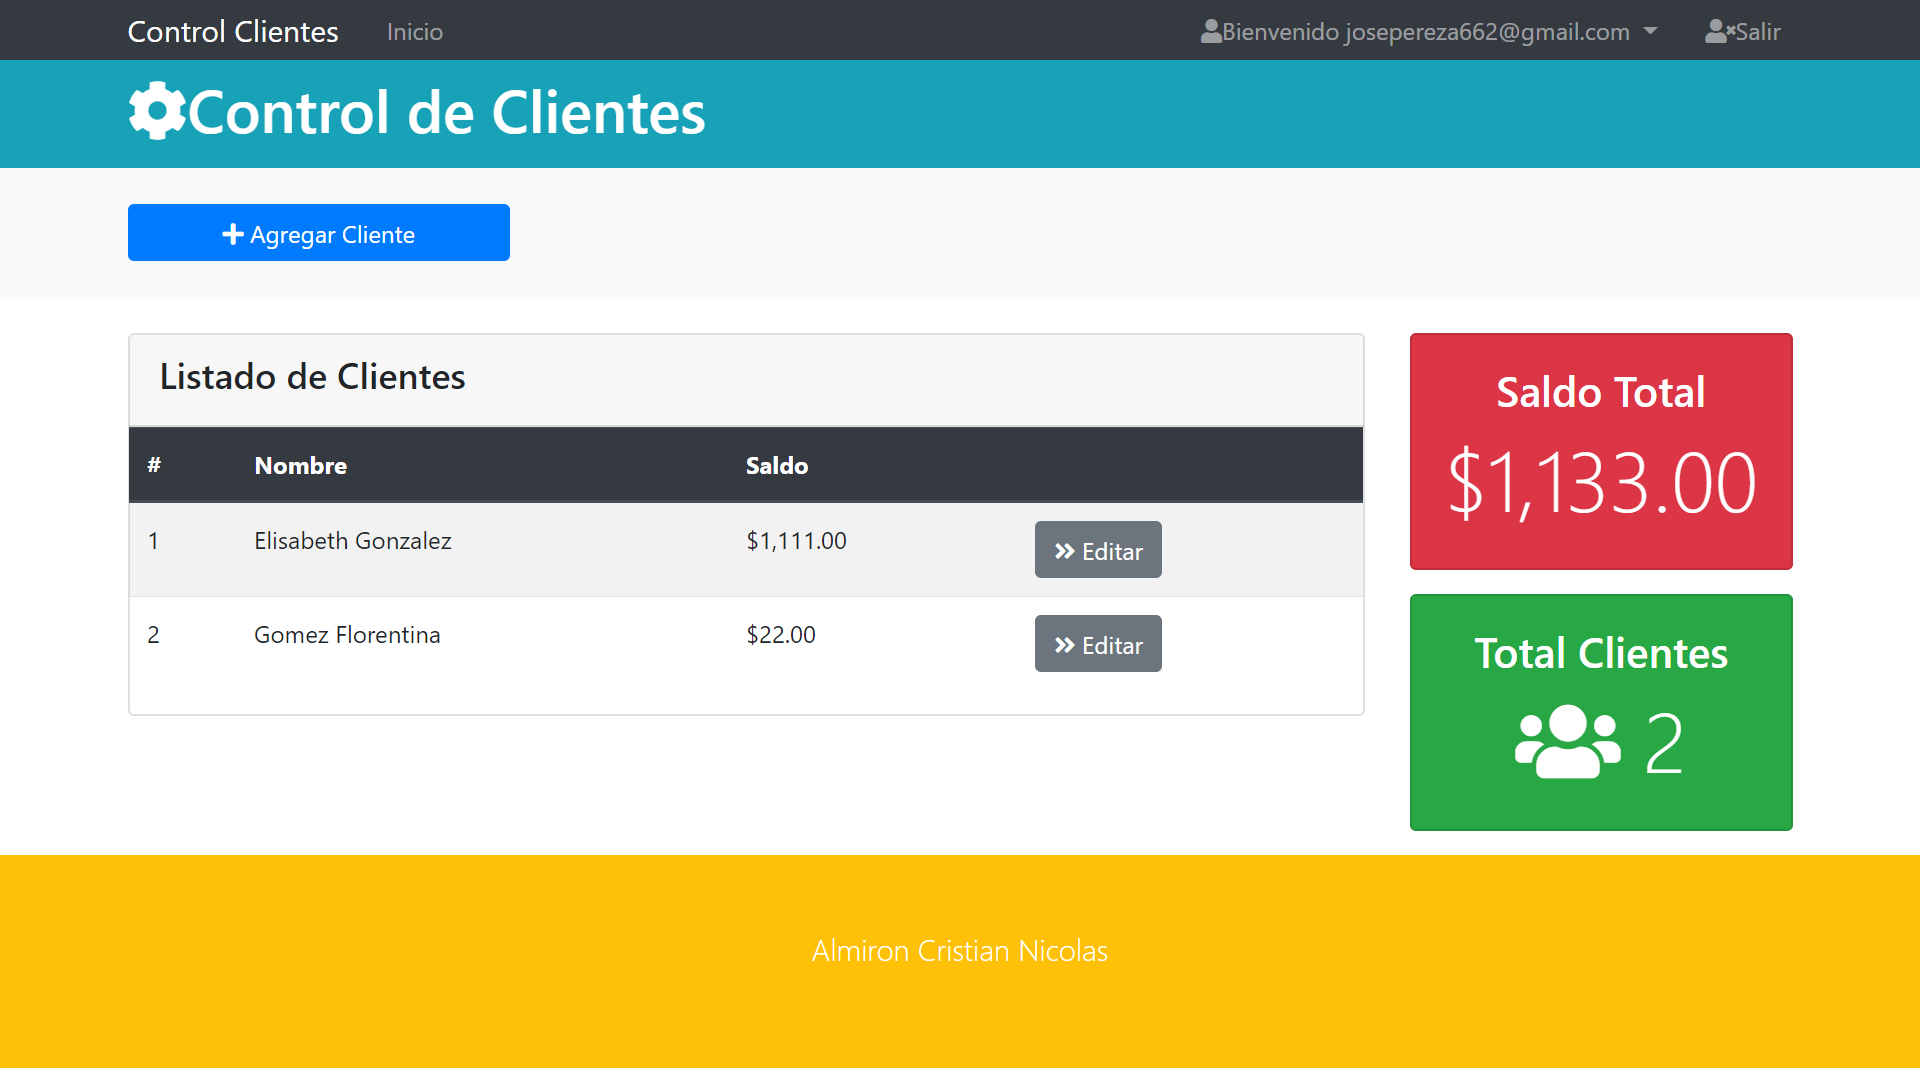 Control Clientes Inicio Bienvenido josepereza662@gmail.com Salir
Control de Clientes
Agregar Cliente
Listado de Clientes
# Nombre Saldo
1 Elisabeth Gonzalez $1,111.00 Editar
2 Gomez Florentina $22.00 Editar
Saldo Total
$1,133.00
Total Clientes
2
Almiron Cristian Nicolas